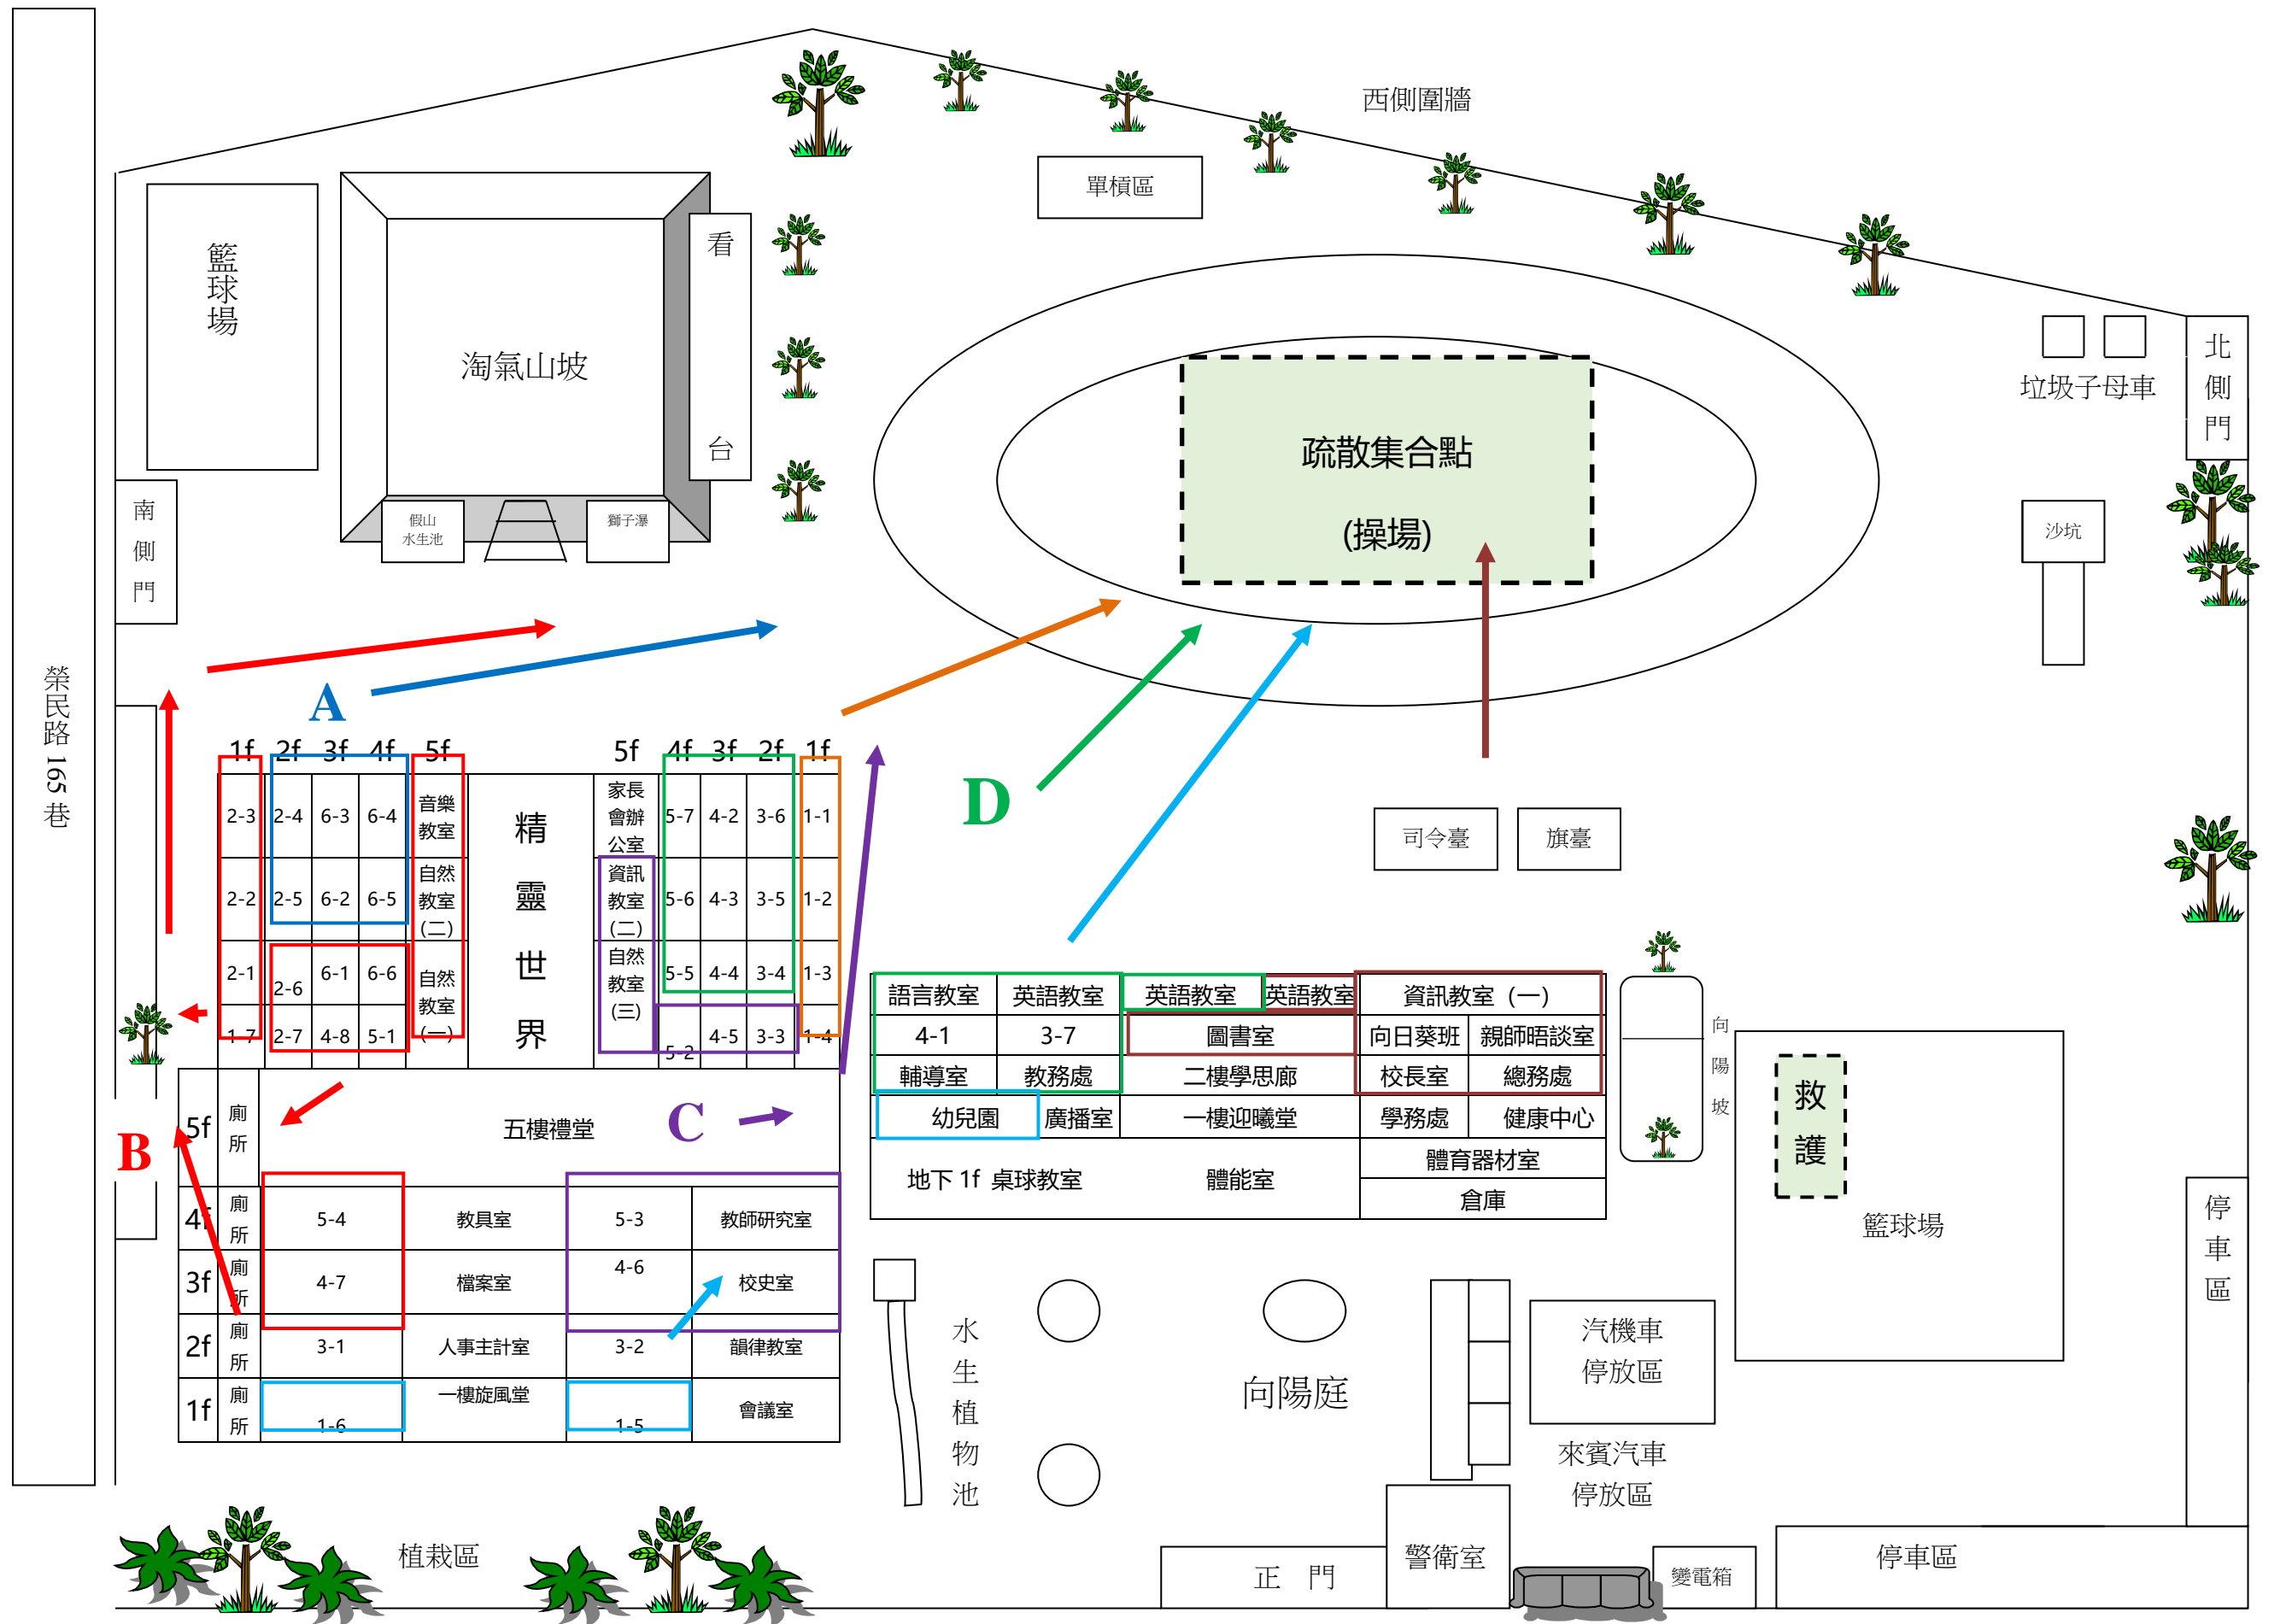 西側圍牆
單槓區
籃球場
淘氣山坡
看台
北側門
垃圾子母車
疏散集合點
(操場)
南側門
假山
水生池
獅子瀑
沙坑
榮民路 165 巷
A
1f 2f 3f 4f 5f 5f 4f 3f 2f 1f
2-3 2-4 6-3 6-4 音樂教室
家長會辦公室 5-7 4-2 3-6 1-1
2-2 2-5 6-2 6-5 自然教室(二)
資訊教室(二) 5-6 4-3 3-5 1-2
2-1 2-6 6-1 6-6 自然教室(一)
自然教室(三) 5-5 4-4 3-4 1-3
1-7 2-7 4-8 5-1
5-2 4-5 3-3 1-4
精靈世界
D
司令臺
旗臺
語言教室 英語教室 英語教室 英語教室 資訊教室 (一)
4-1 3-7 圖書室 向日葵班 親師晤談室
輔導室 教務處 二樓學思廊 校長室 總務處
幼兒園 廣播室 一樓迎曦堂 學務處 健康中心
地下 1f 桌球教室 體能室 體育器材室
倉庫
向陽坡
救護
籃球場
B
5f 廁所 五樓禮堂
C
4f 廁所 5-4 教具室 5-3 教師研究室
3f 廁所 4-7 檔案室 4-6 校史室
2f 廁所 3-1 人事主計室 3-2 韻律教室
1f 廁所 1-6 一樓旋風堂 1-5 會議室
水生植物池
向陽庭
汽機車
停放區
來賓汽車
停放區
停車區
植栽區
正 門
警衛室
變電箱
停車區